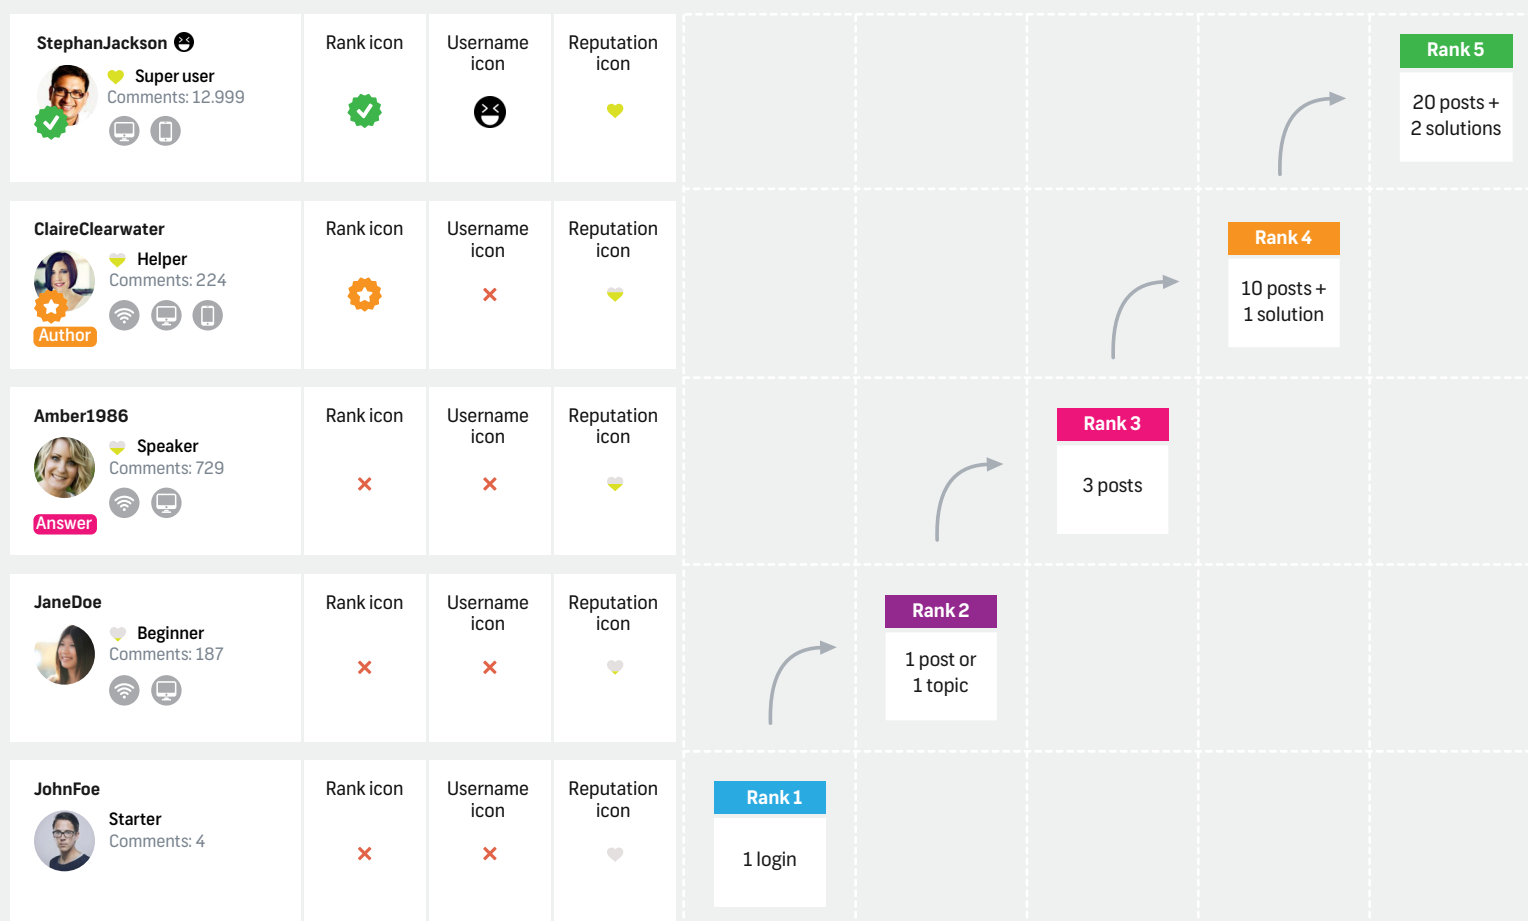 StephanJackson
Super user
Comments: 12.999
Rank icon
Username
icon
Reputation
icon
Rank 5
20 posts +
2 solutions
ClaireClearwater
Helper
Comments: 224
Author
Rank icon
Username
icon
Reputation
icon
Rank 4
10 posts +
1 solution
Amber1986
Speaker
Comments: 729
Answer
Rank icon
Username
icon
Reputation
icon
Rank 3
3 posts
JaneDoe
Beginner
Comments: 187
Rank icon
Username
icon
Reputation
icon
Rank 2
1 post or
1 topic
JohnFoe
Starter
Comments: 4
Rank icon
Username
icon
Reputation
icon
Rank 1
1 login